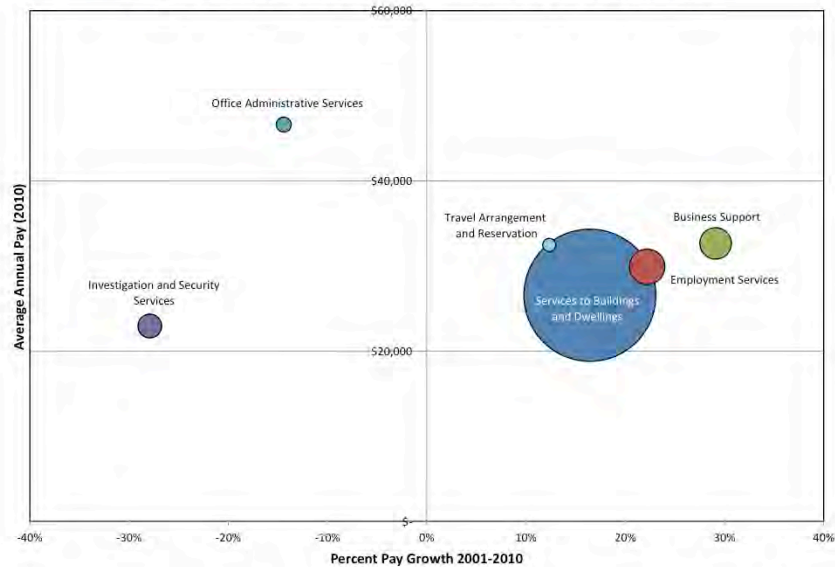 $60,000
Office Administrative Services
$40,000
Travel Arrangement
and Reservation
Business Support
Employment Services
Services to Buildings
and Dwellings
Investigation and Security
Services
$20,000
$-
-40%
-30%
-20%
-10%
0%
10%
20%
30%
40%
Percent Pay Growth 2001-2010
Average Annual Pay (2010)